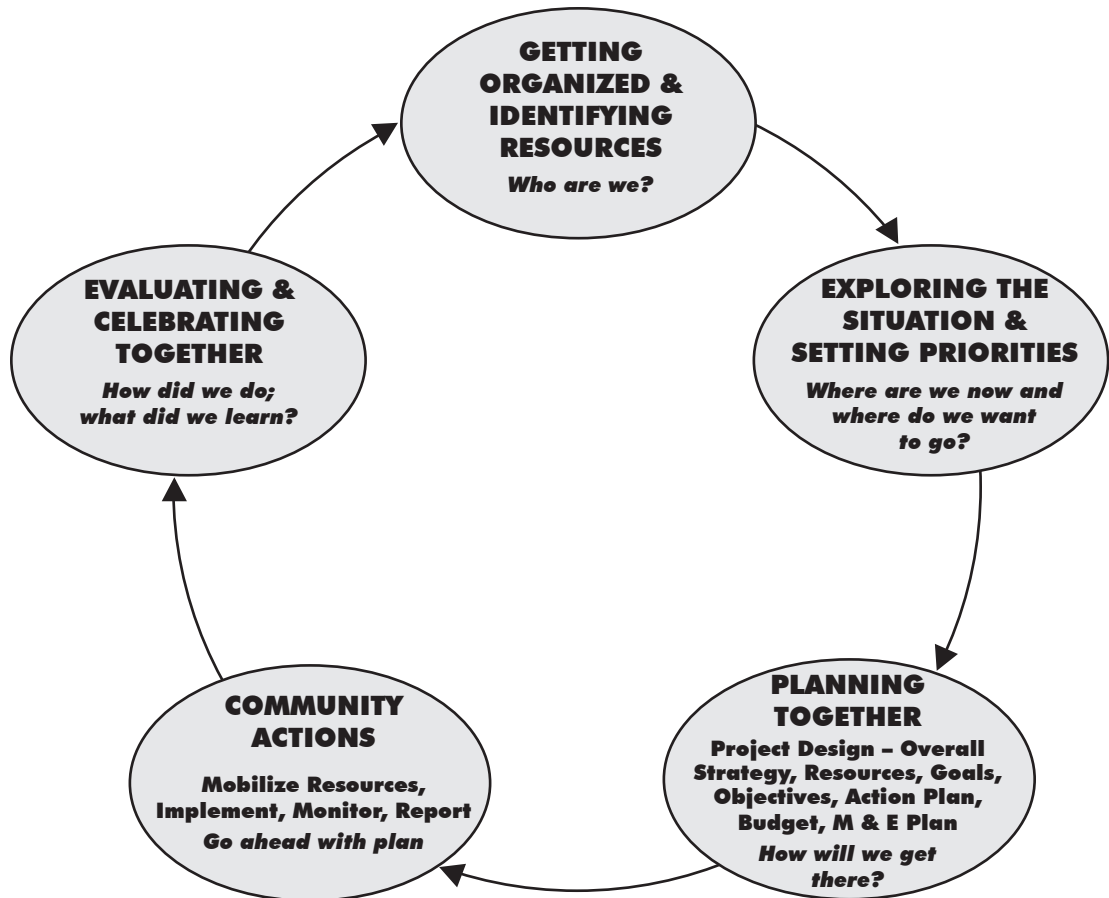 GETTING
ORGANIZED &
IDENTIFYING
RESOURCES
Who are we?
EXPLORING THE
SITUATION &
SETTING PRIORITIES
Where are we now and
where do we want
to go?
PLANNING
TOGETHER
Project Design – Overall
Strategy, Resources, Goals,
Objectives, Action Plan,
Budget, M & E Plan
How will we get
there?
COMMUNITY
ACTIONS
Mobilize Resources,
Implement, Monitor, Report
Go ahead with plan
EVALUATING &
CELEBRATING
TOGETHER
How did we do;
what did we learn?